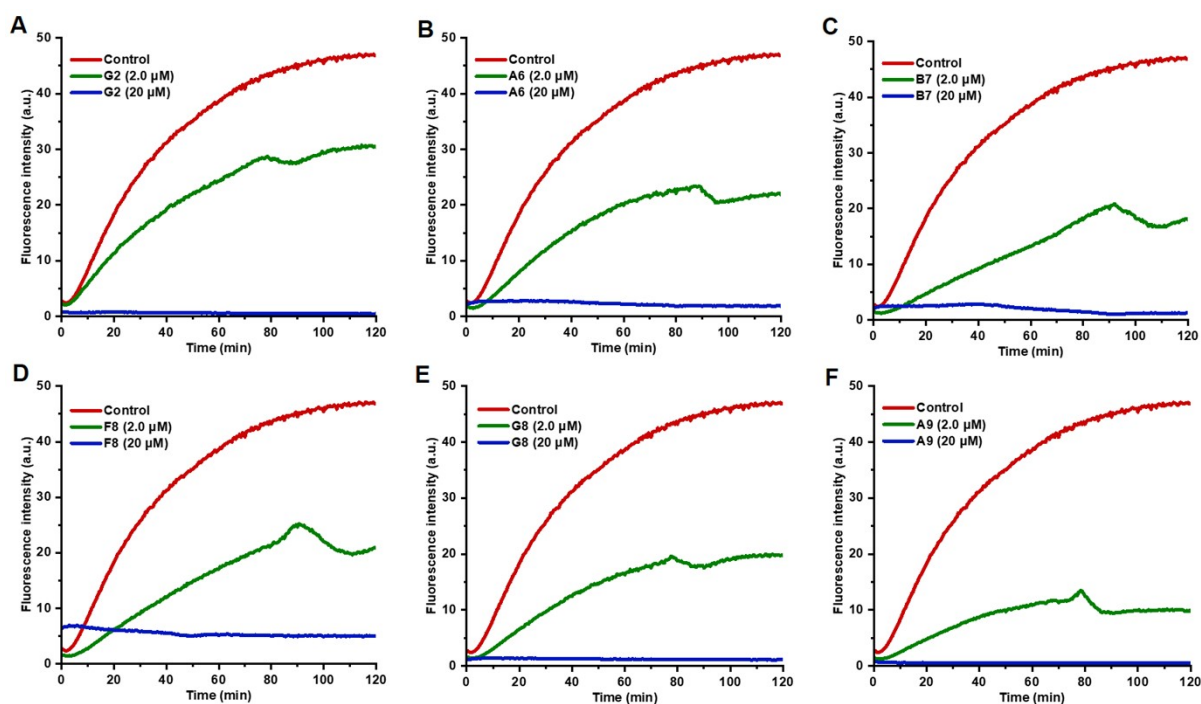 A
50
40
30
20
10
0
Fluorescence intensity (a.u.)
Control
G2 (2.0 µM)
G2 (20 µM)
0 20 40 60 80 100 120
Time (min)
B
50
40
30
20
10
0
Fluorescence intensity (a.u.)
Control
A6 (2.0 µM)
A6 (20 µM)
0 20 40 60 80 100 120
Time (min)
C
50
40
30
20
10
0
Fluorescence intensity (a.u.)
Control
B7 (2.0 µM)
B7 (20 µM)
0 20 40 60 80 100 120
Time (min)
D
50
40
30
20
10
0
Fluorescence intensity (a.u.)
Control
F8 (2.0 µM)
F8 (20 µM)
0 20 40 60 80 100 120
Time (min)
E
50
40
30
20
10
0
Fluorescence intensity (a.u.)
Control
G8 (2.0 µM)
G8 (20 µM)
0 20 40 60 80 100 120
Time (min)
F
50
40
30
20
10
0
Fluorescence intensity (a.u.)
Control
A9 (2.0 µM)
A9 (20 µM)
0 20 40 60 80 100 120
Time (min)